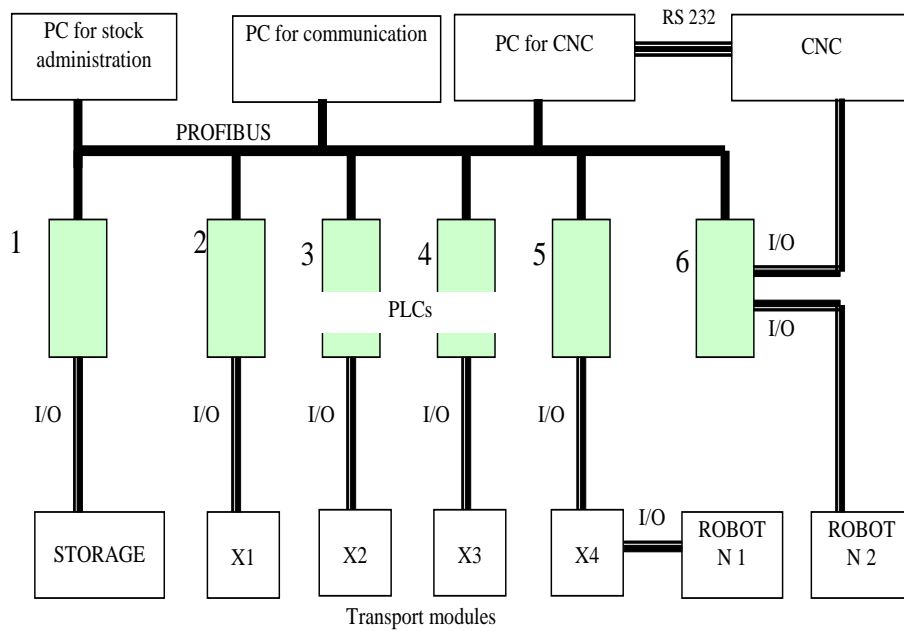 PC for stock
administration
PC for communication
PC for CNC
RS 232
CNC
PROFIBUS
1
2
3
4
5
6
I/O
I/O
PLCs
I/O
I/O
I/O
I/O
I/O
I/O
STORAGE
X1
X2
X3
X4
ROBOT
N 1
ROBOT
N 2
Transport modules